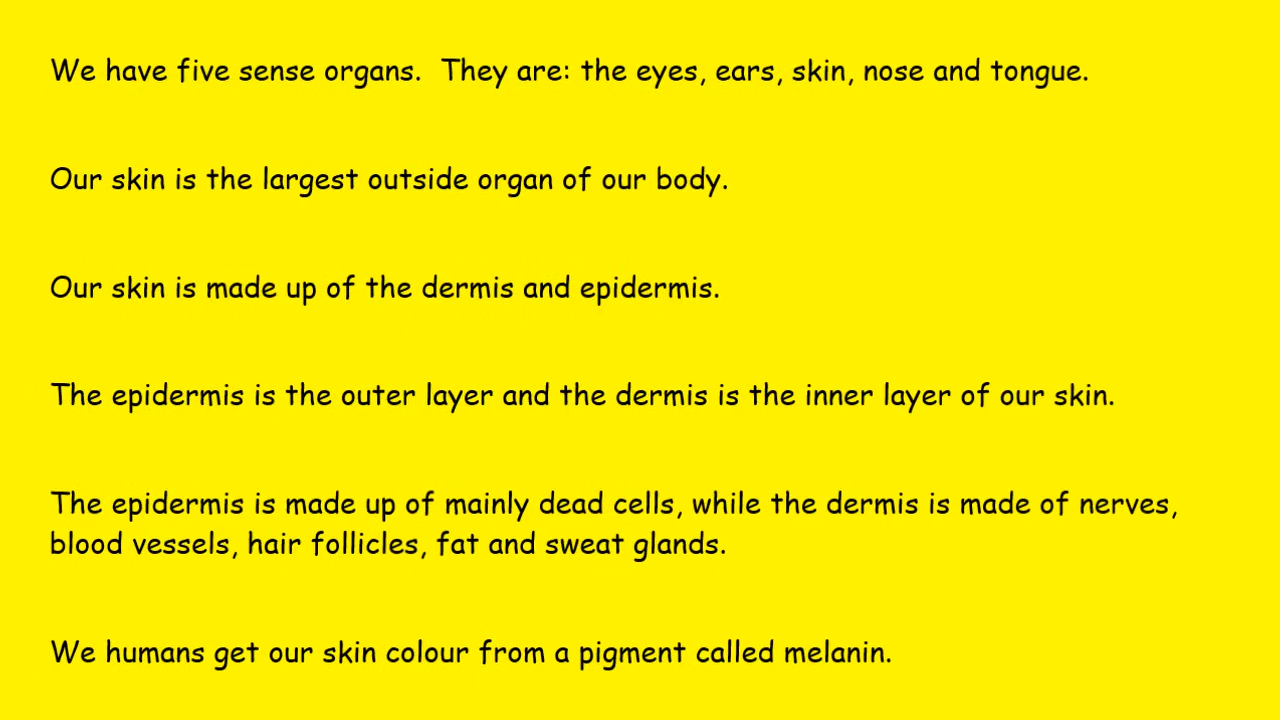 We have five sense organs.  They are: the eyes, ears, skin, nose and tongue.
Our skin is the largest outside organ of our body.
Our skin is made up of the dermis and epidermis.
The epidermis is the outer layer and the dermis is the inner layer of our skin.
The epidermis is made up of mainly dead cells, while the dermis is made of nerves,
blood vessels, hair follicles, fat and sweat glands.
We humans get our skin colour from a pigment called melanin.